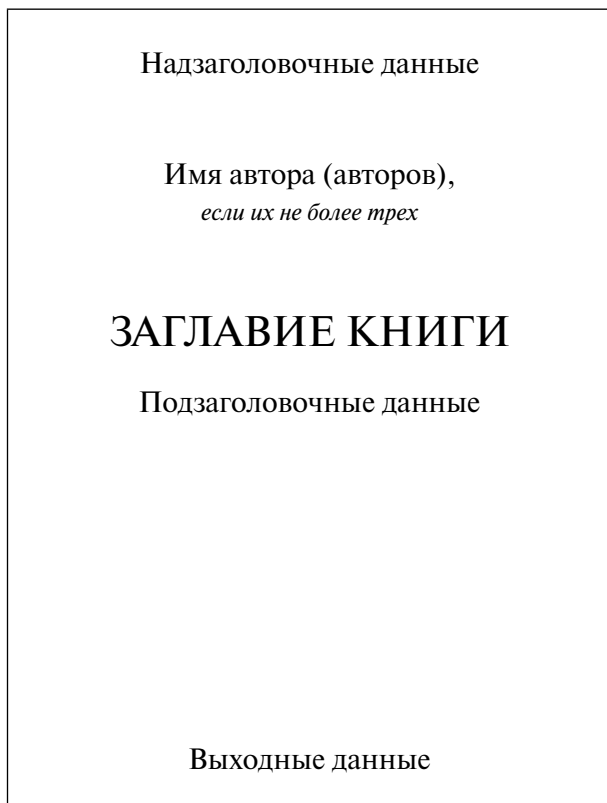 Надзаголовочные данные
Имя автора (авторов),
если их не более трех
ЗАГЛАВИЕ КНИГИ
Подзаголовочные данные
Выходные данные